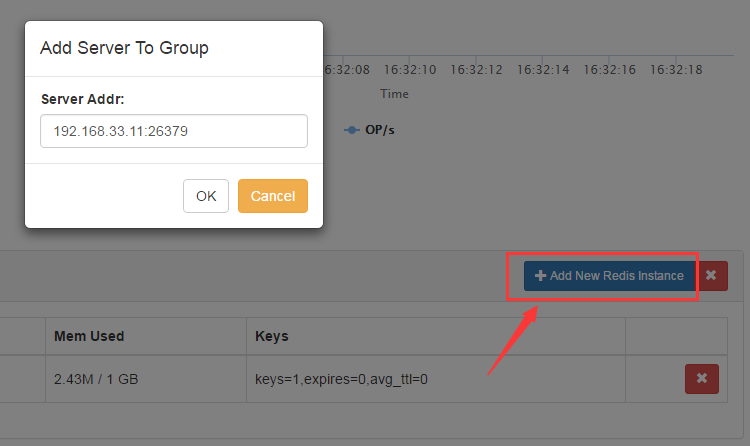 Add Server To Group
Server Addr:
192.168.33.11:26379
OK Cancel
16:32:08 16:32:10 16:32:12 16:32:14 16:32:16 16:32:18
Time
OP/s
Add New Redis Instance
Mem Used Keys
2.43M / 1 GB keys=1,expires=0,avg_ttl=0